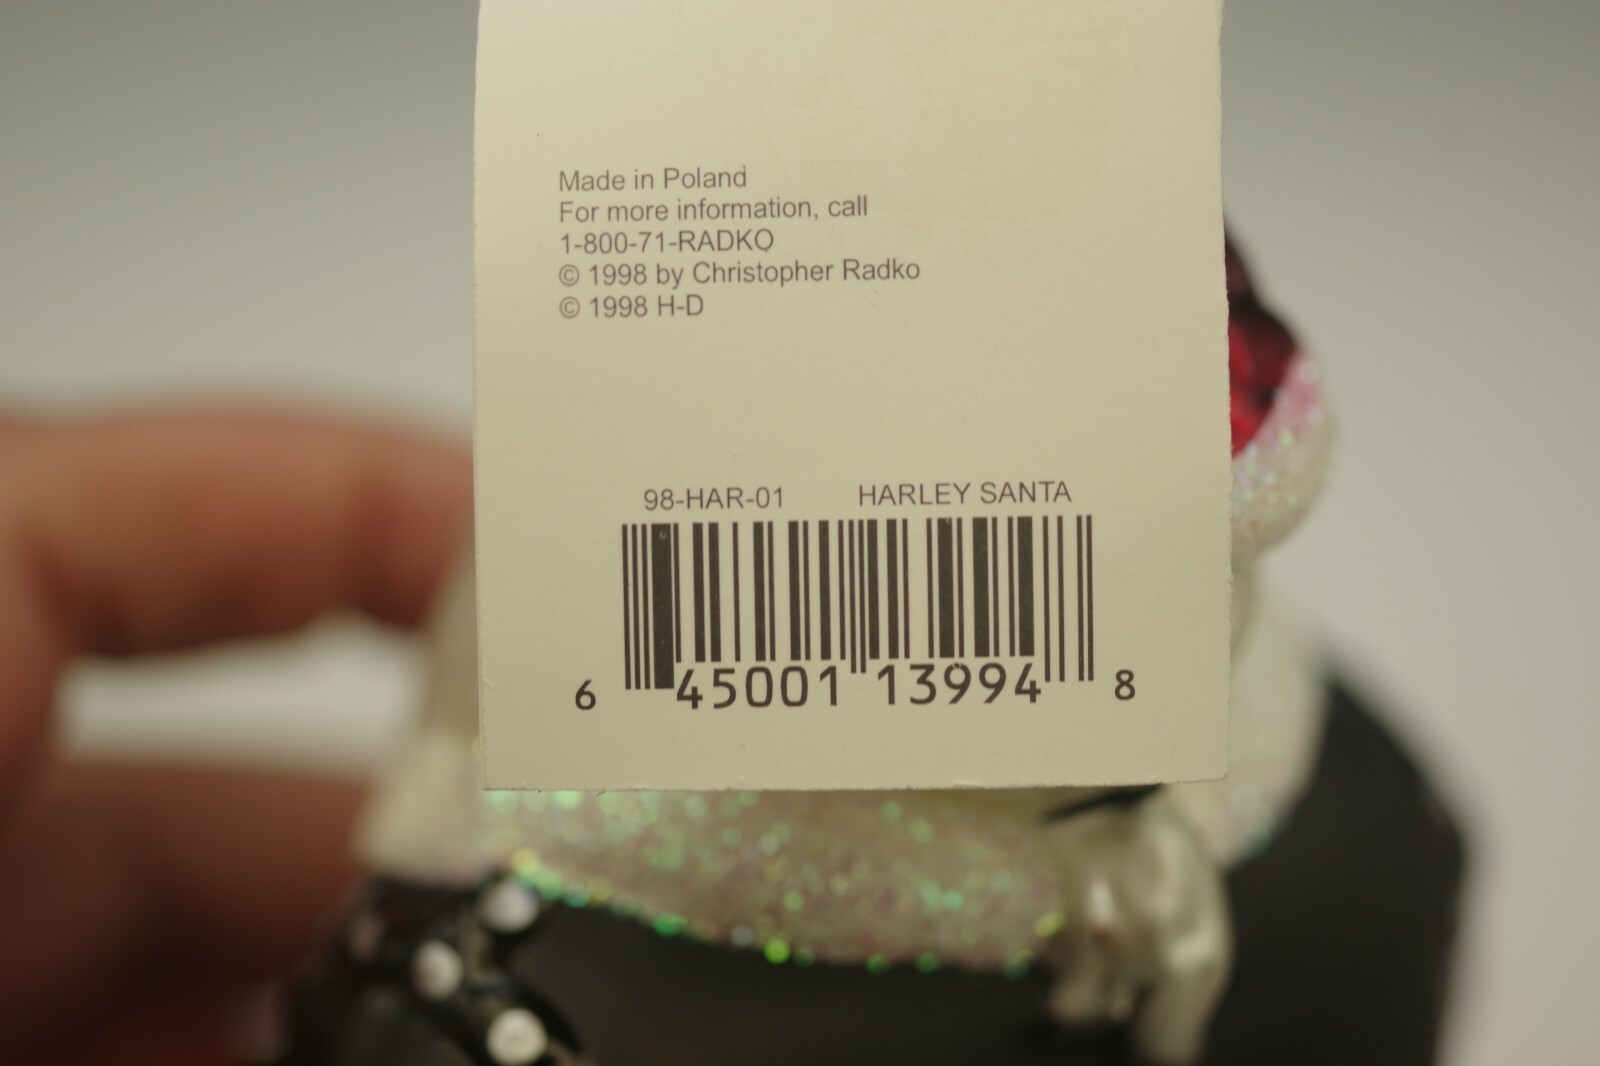 Made in Poland
For more information, call
1-800-71-RADKO
© 1998 by Christopher Radko
© 1998 H-D
98-HAR-01 HARLEY SANTA
6 45001 13994 8